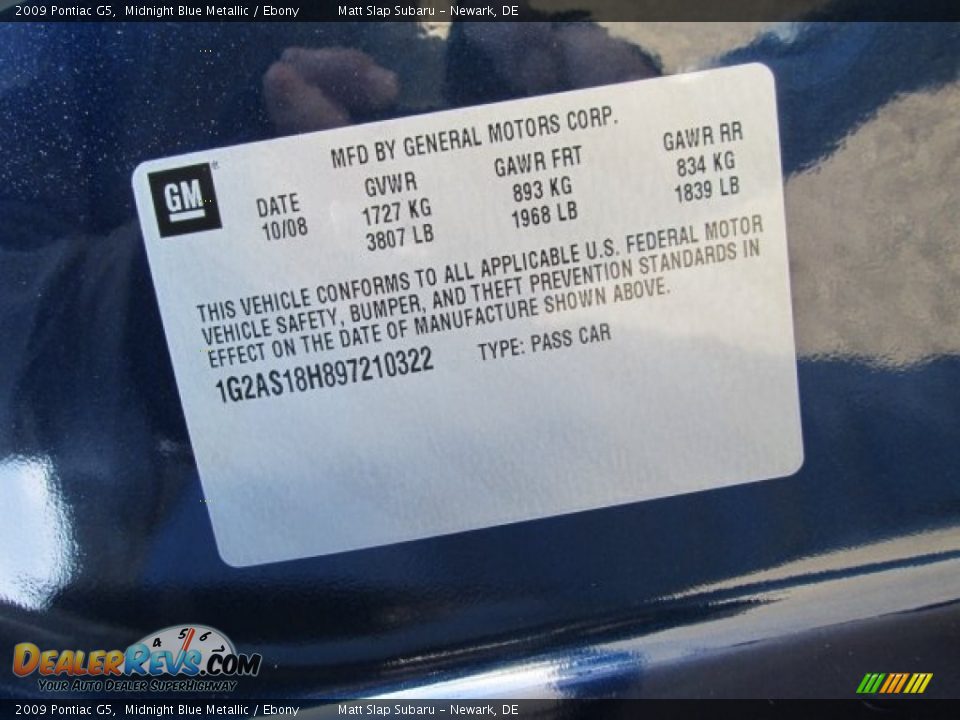 2009 Pontiac G5, Midnight Blue Metallic / Ebony Matt Slap Subaru - Newark, DE
MFD BY GENERAL MOTORS CORP.
GM
DATE GVWR GAWR FRT GAWR RR
10/08 1727 KG 893 KG 834 KG
3807 LB 1968 LB 1839 LB
THIS VEHICLE CONFORMS TO ALL APPLICABLE U.S. FEDERAL MOTOR
VEHICLE SAFETY, BUMPER, AND THEFT PREVENTION STANDARDS IN
EFFECT ON THE DATE OF MANUFACTURE SHOWN ABOVE.
1G2AS18H897210322 TYPE: PASS CAR
4 5 6
DEALERREVS.COM
YOUR AUTO DEALER SUPERHIGHWAY
2009 Pontiac G5, Midnight Blue Metallic / Ebony Matt Slap Subaru - Newark, DE